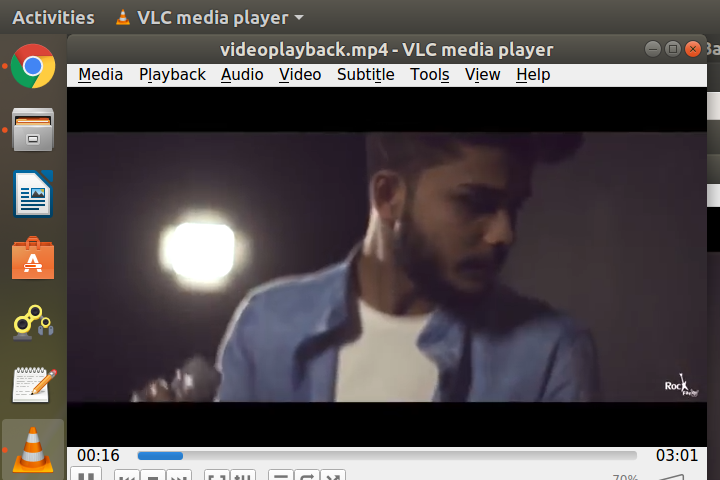 Activities VLC media player
videoplayback.mp4 - VLC media player
Media Playback Audio Video Subtitle Tools View Help
Rock
00:16 03:01
70%